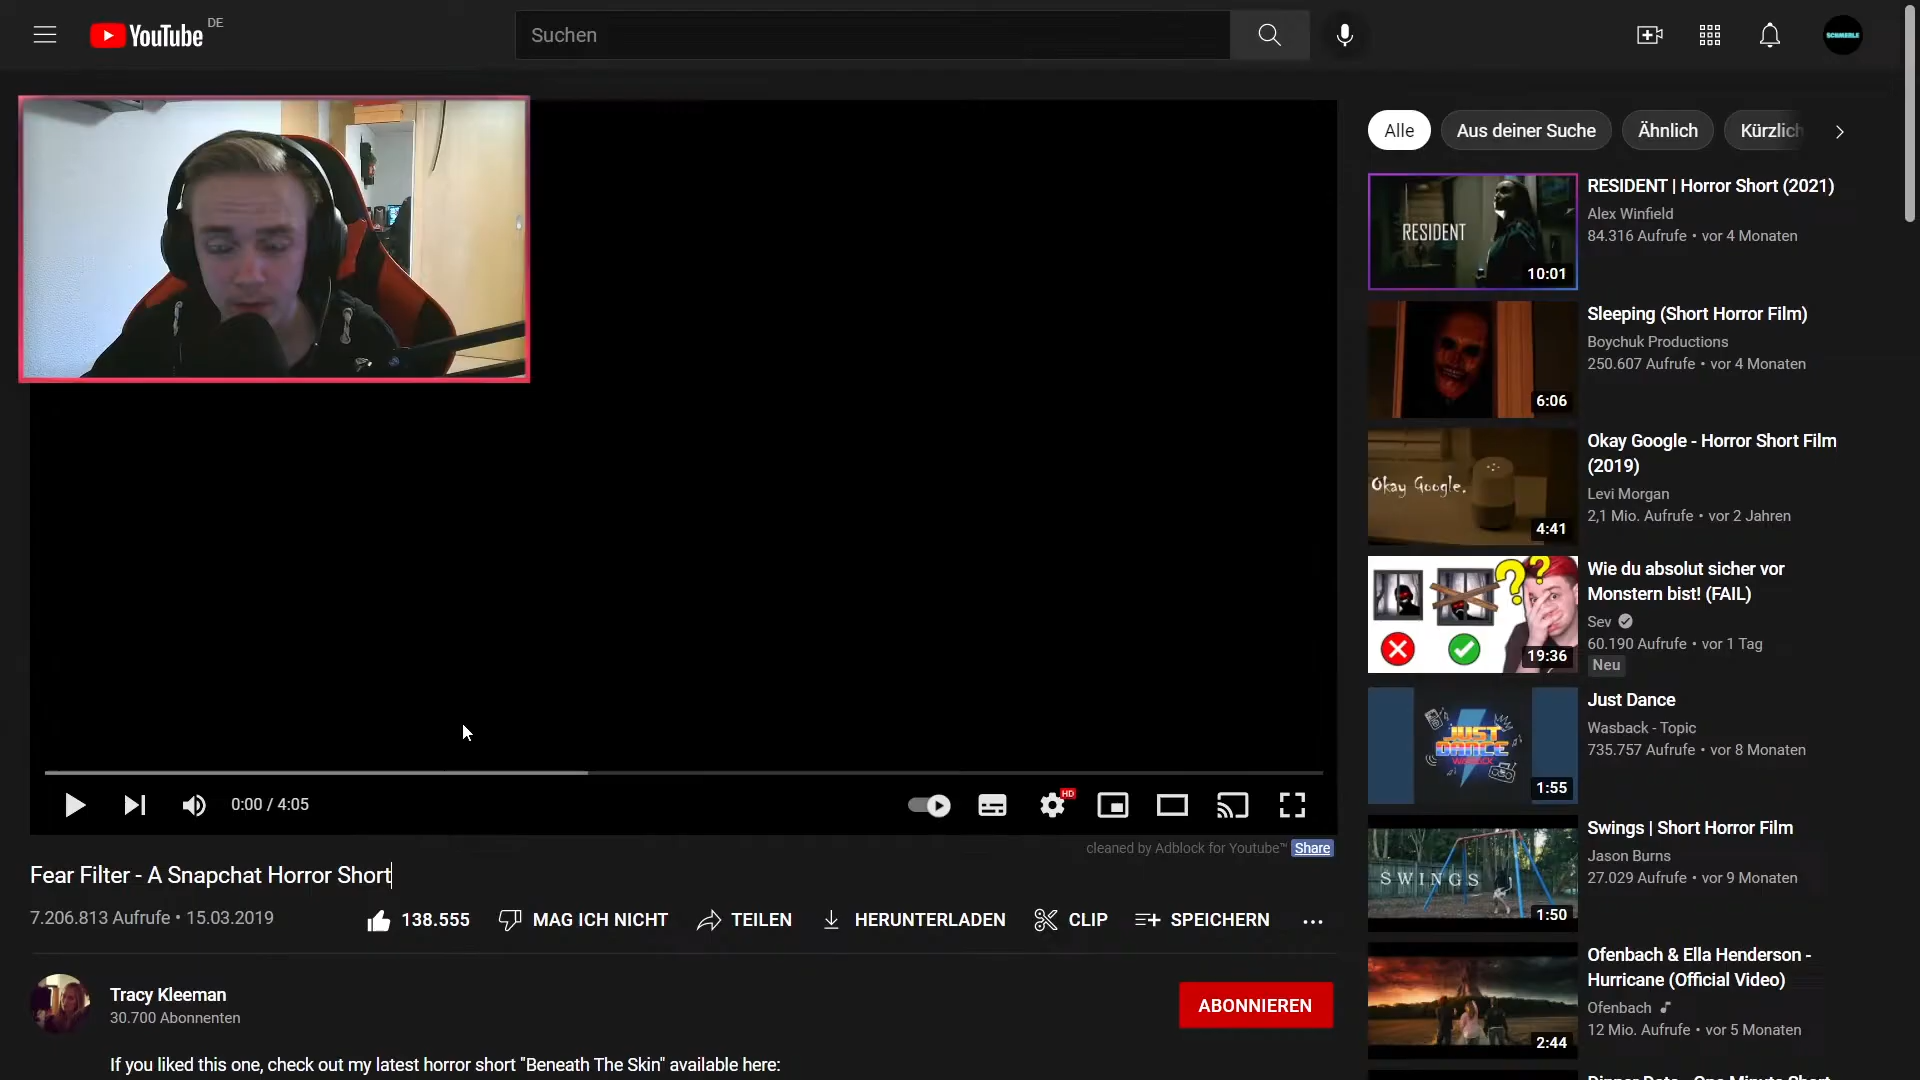 YouTube DE
Suchen
SCHMERLE
Alle
Aus deiner Suche
Ähnlich
Kürzlich
RESIDENT
10:01
RESIDENT | Horror Short (2021)
Alex Winfield
84.316 Aufrufe • vor 4 Monaten
6:06
Sleeping (Short Horror Film)
Boychuk Productions
250.607 Aufrufe • vor 4 Monaten
Okay Google.
4:41
Okay Google - Horror Short Film
(2019)
Levi Morgan
2,1 Mio. Aufrufe • vor 2 Jahren
? ?
19:36
Wie du absolut sicher vor
Monstern bist! (FAIL)
Sev
60.190 Aufrufe • vor 1 Tag
Neu
JUST
DANCE
1:55
Just Dance
Wasback - Topic
735.757 Aufrufe • vor 8 Monaten
SWINGS
1:50
Swings | Short Horror Film
Jason Burns
27.029 Aufrufe • vor 9 Monaten
2:44
Ofenbach & Ella Henderson -
Hurricane (Official Video)
Ofenbach
12 Mio. Aufrufe • vor 5 Monaten
0:00 / 4:05
HD
cleaned by Adblock for Youtube™ Share
Fear Filter - A Snapchat Horror Short
7.206.813 Aufrufe • 15.03.2019
138.555
MAG ICH NICHT
TEILEN
HERUNTERLADEN
CLIP
SPEICHERN
Tracy Kleeman
30.700 Abonnenten
ABONNIEREN
If you liked this one, check out my latest horror short "Beneath The Skin" available here: